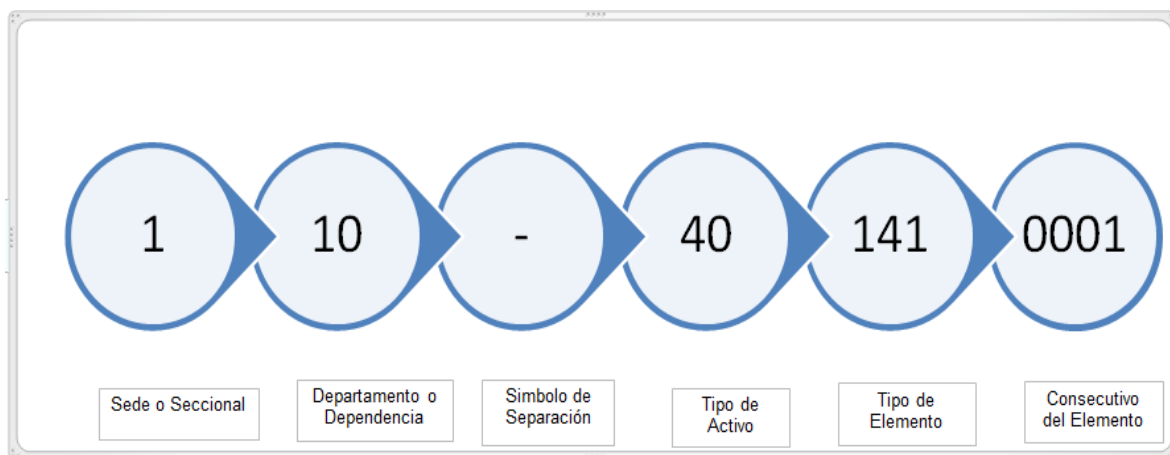 1
10
-
40
141
0001
Sede o Seccional
Departamento o
Dependencia
Simbolo de
Separación
Tipo de
Activo
Tipo de
Elemento
Consecutivo
del Elemento